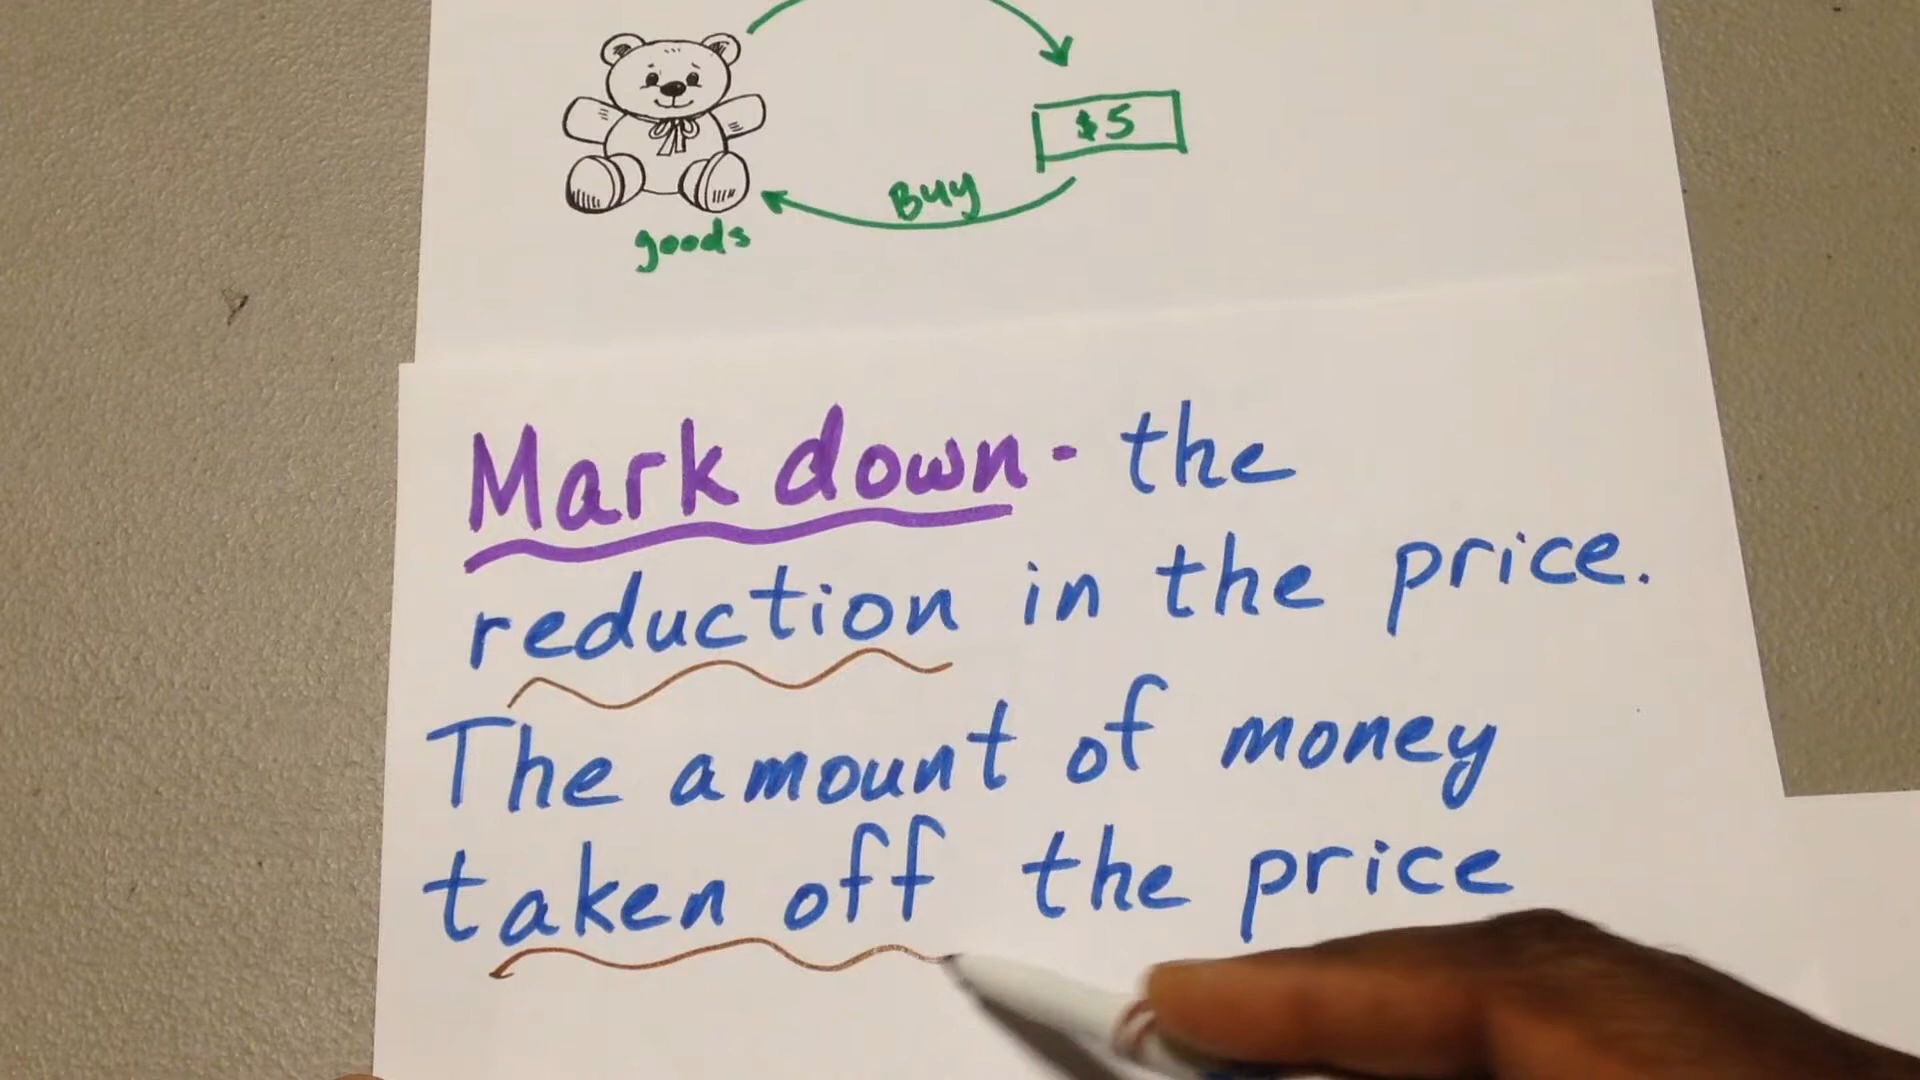 $5
Buy
goods
Mark down - the
reduction in the price.
The amount of money
taken off the price